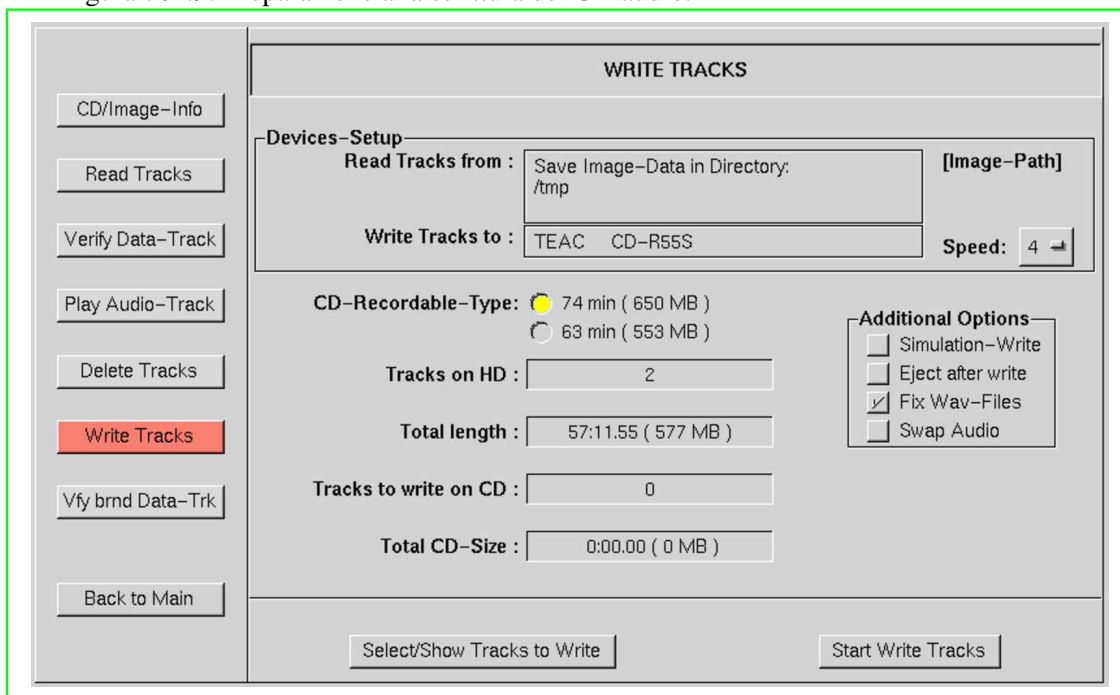 WRITE TRACKS
CD/Image-Info
Read Tracks
Verify Data-Track
Play Audio-Track
Delete Tracks
Write Tracks
Vfy brnd Data-Trk
Back to Main
Devices-Setup
Read Tracks from : Save Image-Data in Directory: [Image-Path]
/tmp
Write Tracks to : TEAC CD-R55S Speed: 4
CD-Recordable-Type: 74 min ( 650 MB )
63 min ( 553 MB )
Tracks on HD : 2
Total length : 57:11.55 ( 577 MB )
Tracks to write on CD : 0
Total CD-Size : 0:00.00 ( 0 MB )
Additional Options
Simulation-Write
Eject after write
Fix Wav-Files
Swap Audio
Select/Show Tracks to Write
Start Write Tracks